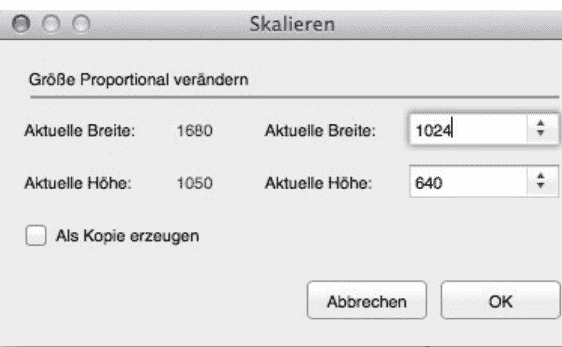 Skalieren
Größe Proportional verändern
Aktuelle Breite: 1680 Aktuelle Breite: 1024
Aktuelle Höhe: 1050 Aktuelle Höhe: 640
Als Kopie erzeugen
Abbrechen OK